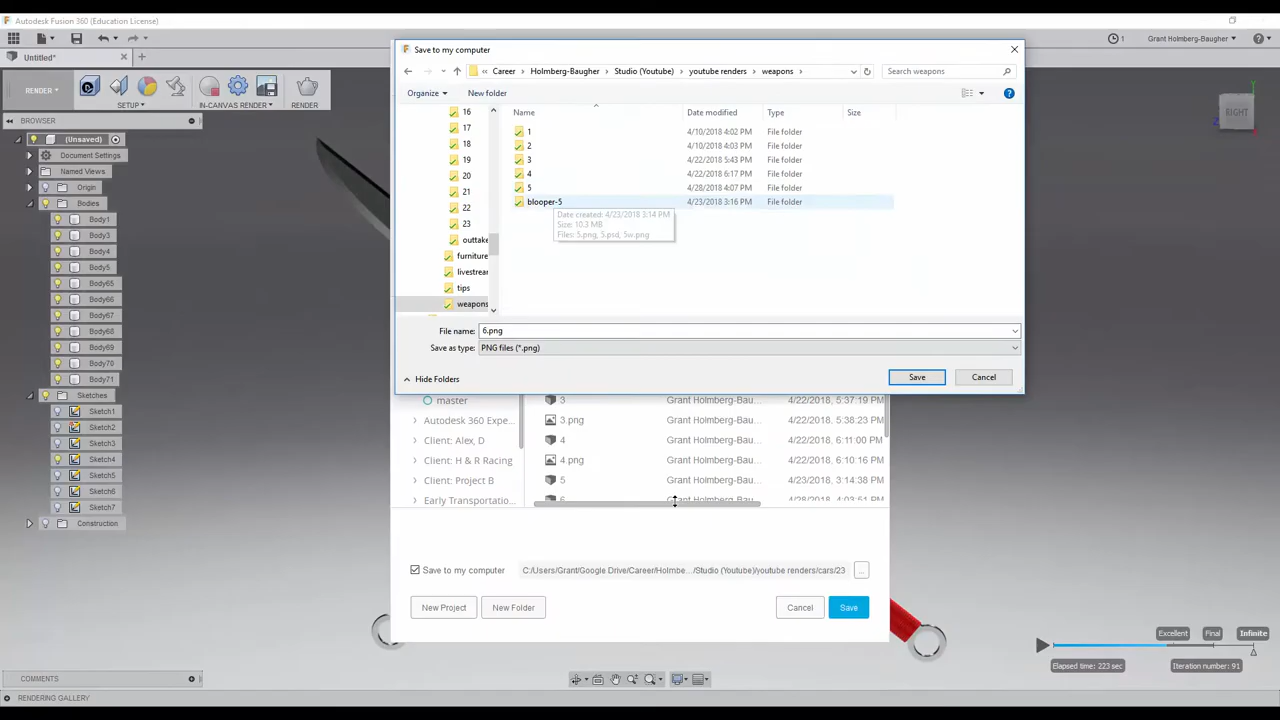 Autodesk Fusion 360 (Education License)
Untitled*
1
Grant Holmberg-Baugher
RENDER
SETUP
IN-CANVAS RENDER
RENDER
BROWSER
(Unsaved)
Document Settings
Named Views
Origin
Bodies
Body1
Body3
Body4
Body5
Body65
Body66
Body67
Body68
Body69
Body70
Body71
Sketches
Sketch1
Sketch2
Sketch3
Sketch4
Sketch5
Sketch6
Sketch7
Construction
RIGHT
Save to my computer
« Career › Holmberg-Baugher › Studio (Youtube) › youtube renders › weapons ›
Search weapons
Organize
New folder
16
17
18
19
20
21
22
23
outtake
furniture
livestream
tips
weapons
Name Date modified Type Size
1 4/10/2018 4:02 PM File folder
2 4/10/2018 4:03 PM File folder
3 4/22/2018 5:43 PM File folder
4 4/22/2018 6:17 PM File folder
5 4/28/2018 4:07 PM File folder
blooper-5 4/23/2018 3:16 PM File folder
Date created: 4/23/2018 3:14 PM
Size: 10.3 MB
Files: 5.png, 5.psd, 5w.png
File name: 6.png
Save as type: PNG files (*.png)
Hide Folders
Save
Cancel
master
Autodesk 360 Expe...
Client: Alex, D
Client: H & R Racing
Client: Project B
Early Transportatio...
3 Grant Holmberg-Bau... 4/22/2018, 5:37:19 PM
3.png Grant Holmberg-Bau... 4/22/2018, 5:38:23 PM
4 Grant Holmberg-Bau... 4/22/2018, 6:11:00 PM
4.png Grant Holmberg-Bau... 4/22/2018, 6:10:16 PM
5 Grant Holmberg-Bau... 4/23/2018, 3:14:38 PM
6 Grant Holmberg-Bau... 4/28/2018, 4:03:51 PM
Save to my computer C:/Users/Grant/Google Drive/Career/Holmbe.../Studio (Youtube)/youtube renders/cars/23 ...
New Project
New Folder
Cancel
Save
Excellent
Final
Infinite
Elapsed time: 223 sec
Iteration number: 91
COMMENTS
RENDERING GALLERY